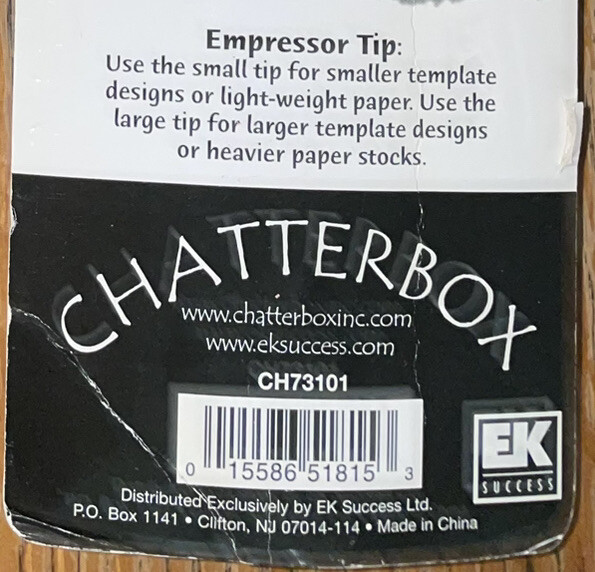 Empressor Tip:
Use the small tip for smaller template
designs or light-weight paper. Use the
large tip for larger template designs
or heavier paper stocks.
CHATTERBOX
www.chatterboxinc.com
www.eksuccess.com
CH73101
0 15586 51815 3
EK
SUCCESS
Distributed Exclusively by EK Success Ltd.
P.O. Box 1141 • Clifton, NJ 07014-114 • Made in China